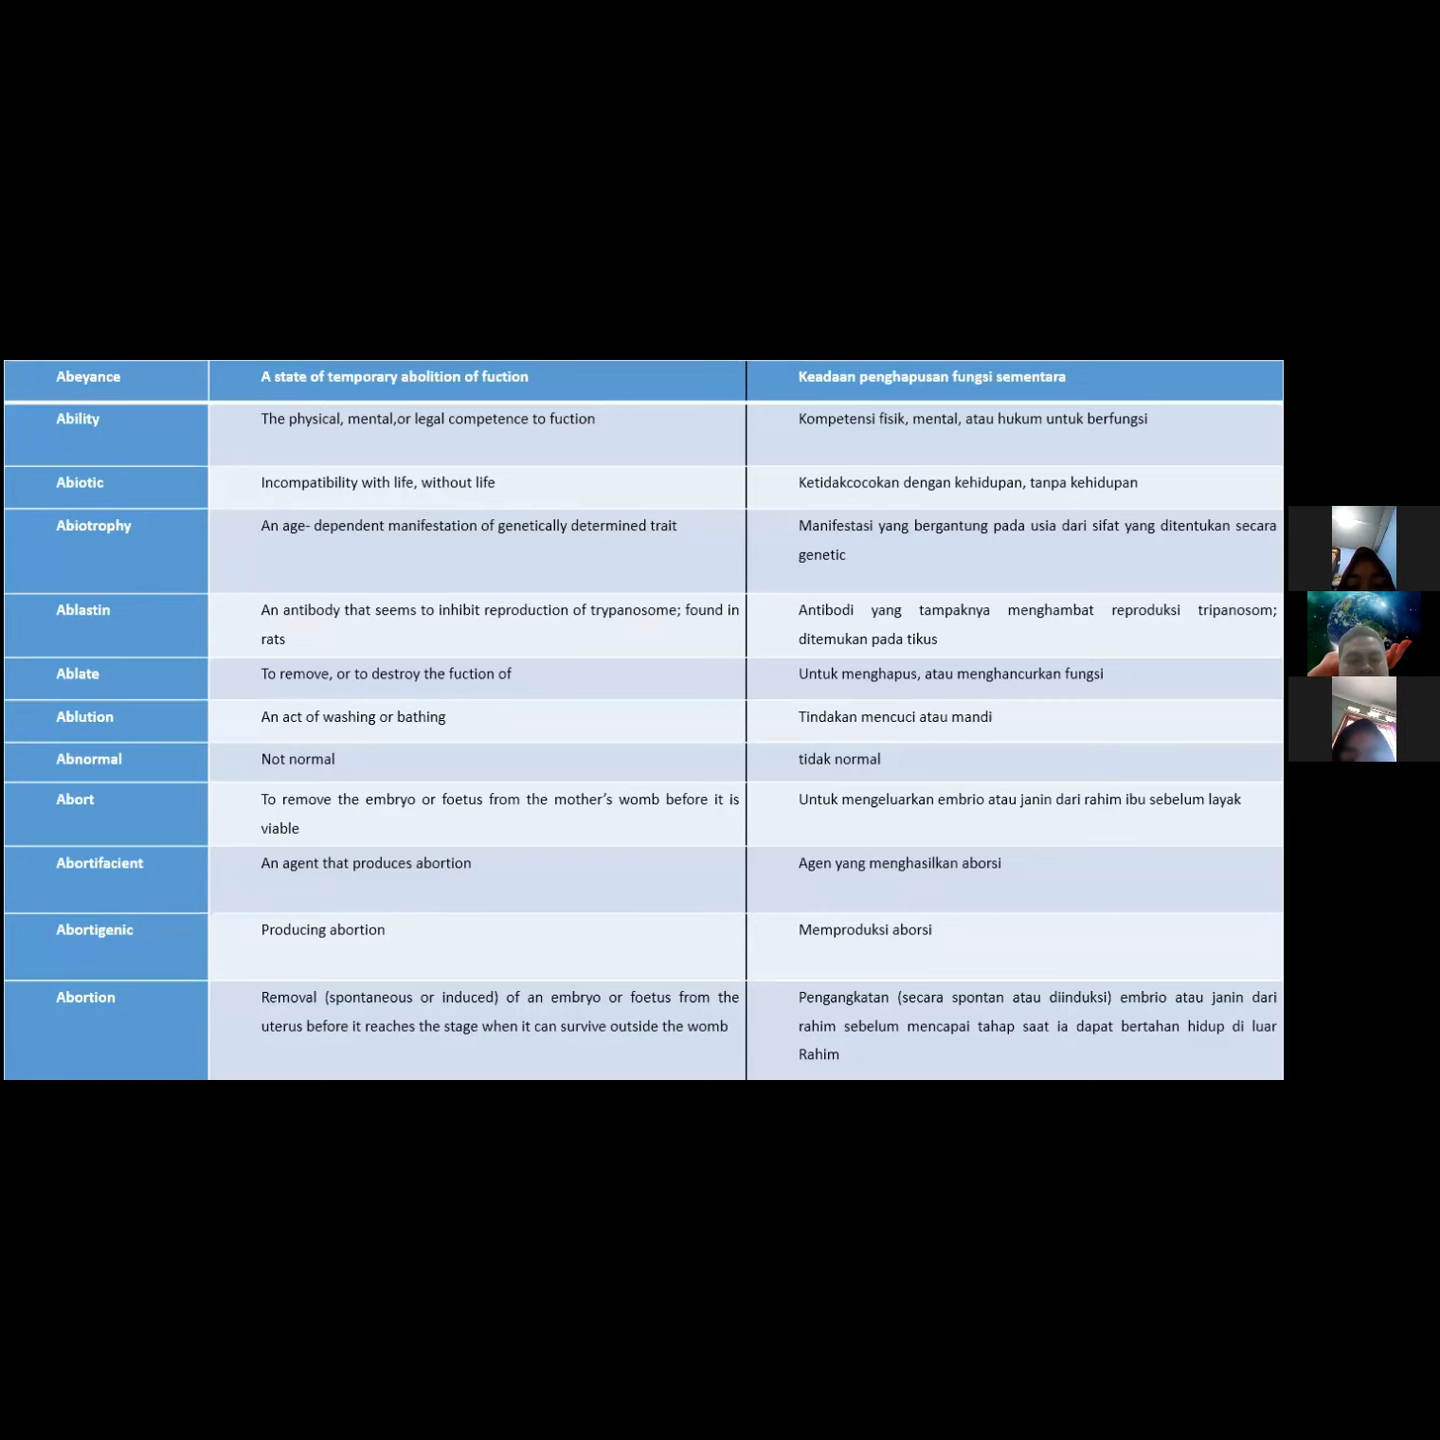 Abeyance A state of temporary abolition of fuction Keadaan penghapusan fungsi sementara
Ability The physical, mental,or legal competence to fuction Kompetensi fisik, mental, atau hukum untuk berfungsi
Abiotic Incompatibility with life, without life Ketidakcocokan dengan kehidupan, tanpa kehidupan
Abiotrophy An age- dependent manifestation of genetically determined trait Manifestasi yang bergantung pada usia dari sifat yang ditentukan secara
genetic
Ablastin An antibody that seems to inhibit reproduction of trypanosome; found in Antibodi yang tampaknya menghambat reproduksi tripanosom;
rats ditemukan pada tikus
Ablate To remove, or to destroy the fuction of Untuk menghapus, atau menghancurkan fungsi
Ablution An act of washing or bathing Tindakan mencuci atau mandi
Abnormal Not normal tidak normal
Abort To remove the embryo or foetus from the mother's womb before it is Untuk mengeluarkan embrio atau janin dari rahim ibu sebelum layak
viable
Abortifacient An agent that produces abortion Agen yang menghasilkan aborsi
Abortigenic Producing abortion Memproduksi aborsi
Abortion Removal (spontaneous or induced) of an embryo or foetus from the Pengangkatan (secara spontan atau diinduksi) embrio atau janin dari
uterus before it reaches the stage when it can survive outside the womb rahim sebelum mencapai tahap saat ia dapat bertahan hidup di luar
Rahim